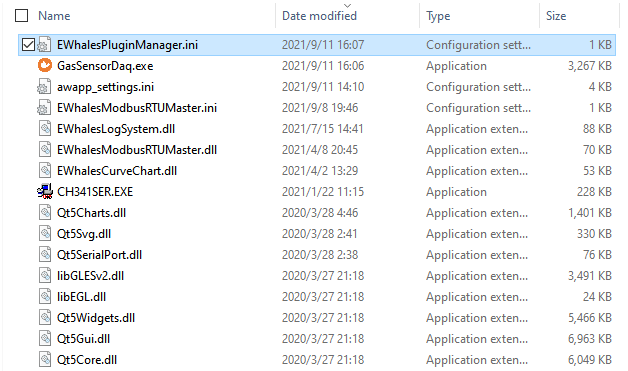 Name Date modified Type Size
EWhalesPluginManager.ini 2021/9/11 16:07 Configuration sett... 1 KB
GasSensorDaq.exe 2021/9/11 16:06 Application 3,267 KB
awapp_settings.ini 2021/9/11 14:10 Configuration sett... 4 KB
EWhalesModbusRTUMaster.ini 2021/9/8 19:46 Configuration sett... 1 KB
EWhalesLogSystem.dll 2021/7/15 14:41 Application exten... 88 KB
EWhalesModbusRTUMaster.dll 2021/4/8 20:45 Application exten... 70 KB
EWhalesCurveChart.dll 2021/4/2 13:29 Application exten... 53 KB
CH341SER.EXE 2021/1/22 11:15 Application 228 KB
Qt5Charts.dll 2020/3/28 4:46 Application exten... 1,401 KB
Qt5Svg.dll 2020/3/28 2:41 Application exten... 330 KB
Qt5SerialPort.dll 2020/3/28 2:38 Application exten... 76 KB
libGLESv2.dll 2020/3/27 21:18 Application exten... 3,491 KB
libEGL.dll 2020/3/27 21:18 Application exten... 24 KB
Qt5Widgets.dll 2020/3/27 21:18 Application exten... 5,466 KB
Qt5Gui.dll 2020/3/27 21:18 Application exten... 6,963 KB
Qt5Core.dll 2020/3/27 21:18 Application exten... 6,049 KB